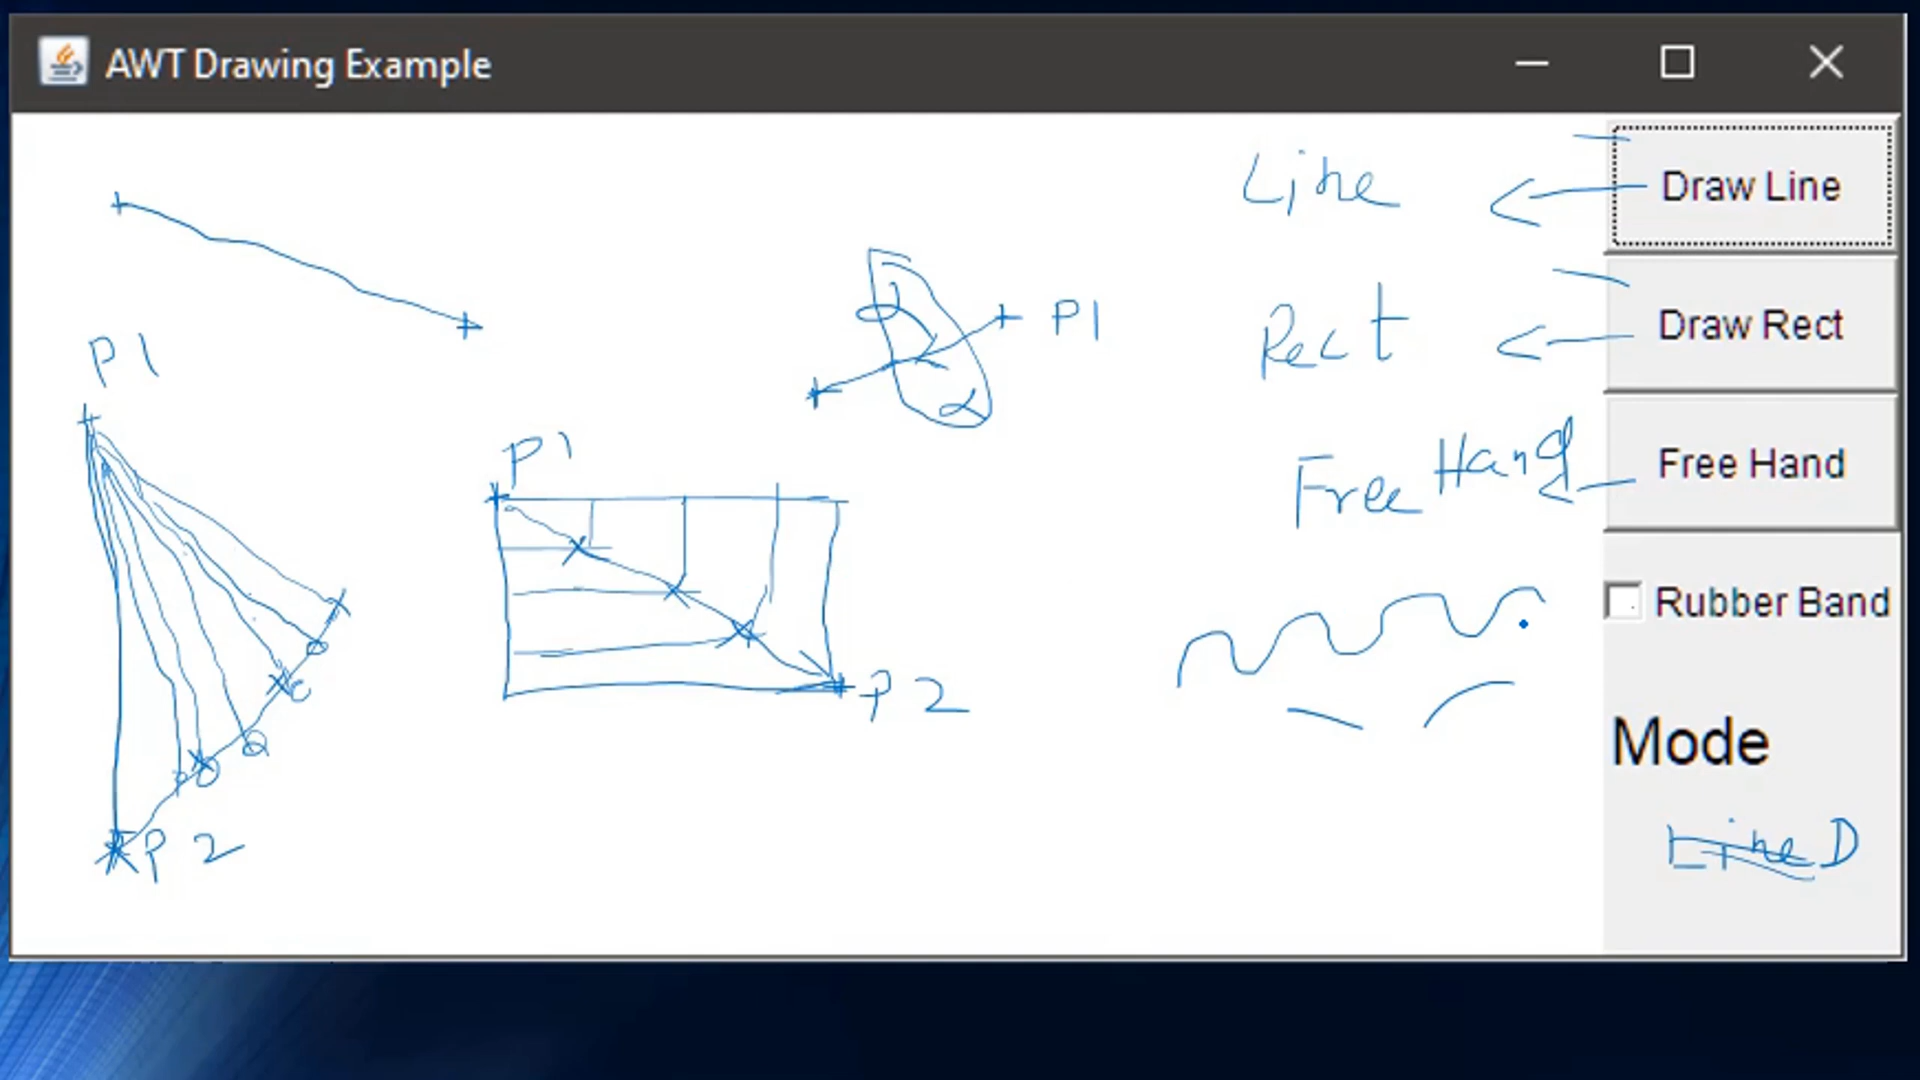 AWT Drawing Example
Line
Draw Line
P1
Rect
Draw Rect
P1
P1
Free Hand
Free Hand
Rubber Band
P2
Mode
Line D
P2